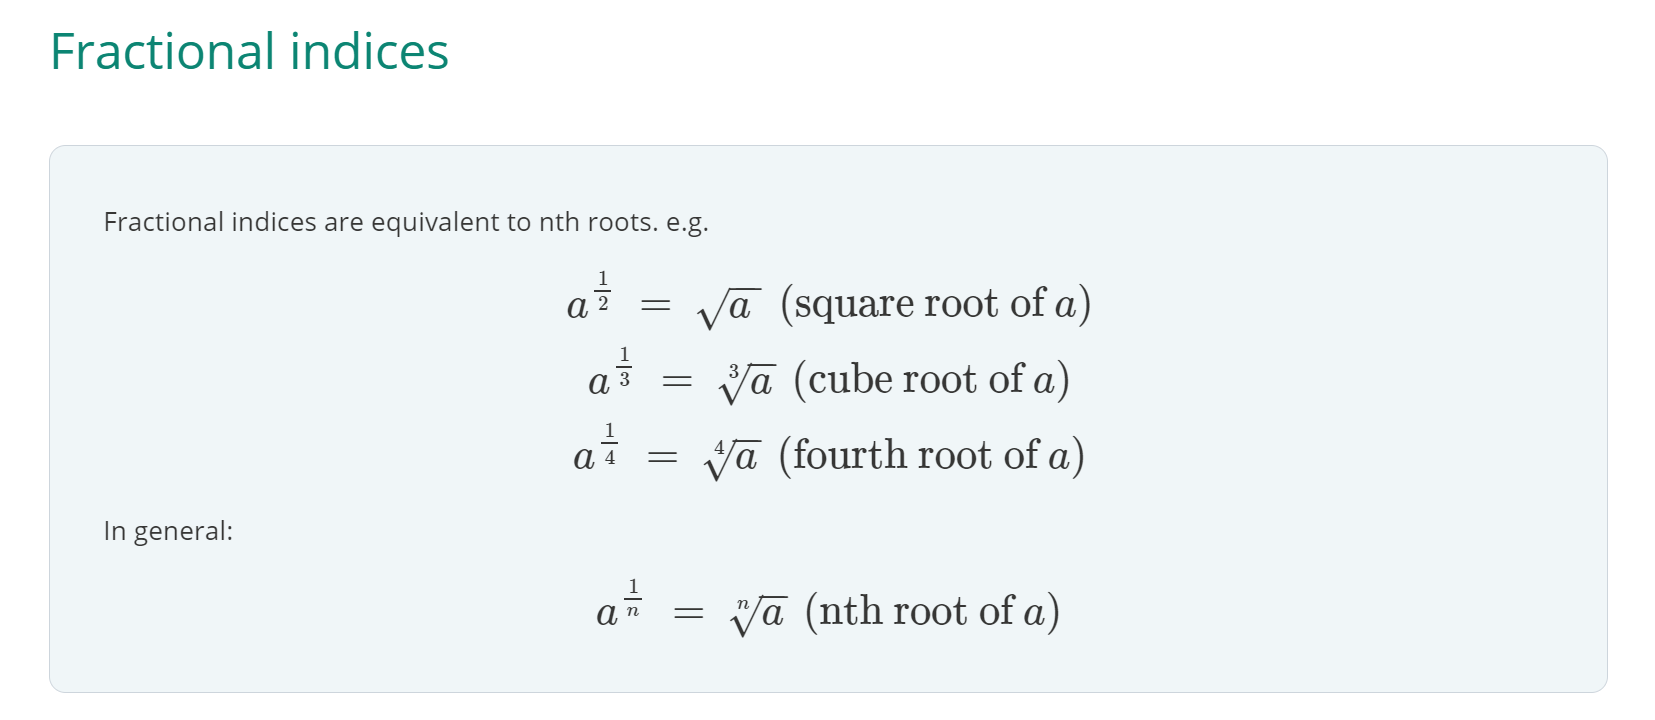 Fractional indices
Fractional indices are equivalent to nth roots. e.g.
a^{\frac{1}{2}} = \sqrt{a} (square root of a)
a^{\frac{1}{3}} = \sqrt[3]{a} (cube root of a)
a^{\frac{1}{4}} = \sqrt[4]{a} (fourth root of a)
In general:
a^{\frac{1}{n}} = \sqrt[n]{a} (nth root of a)